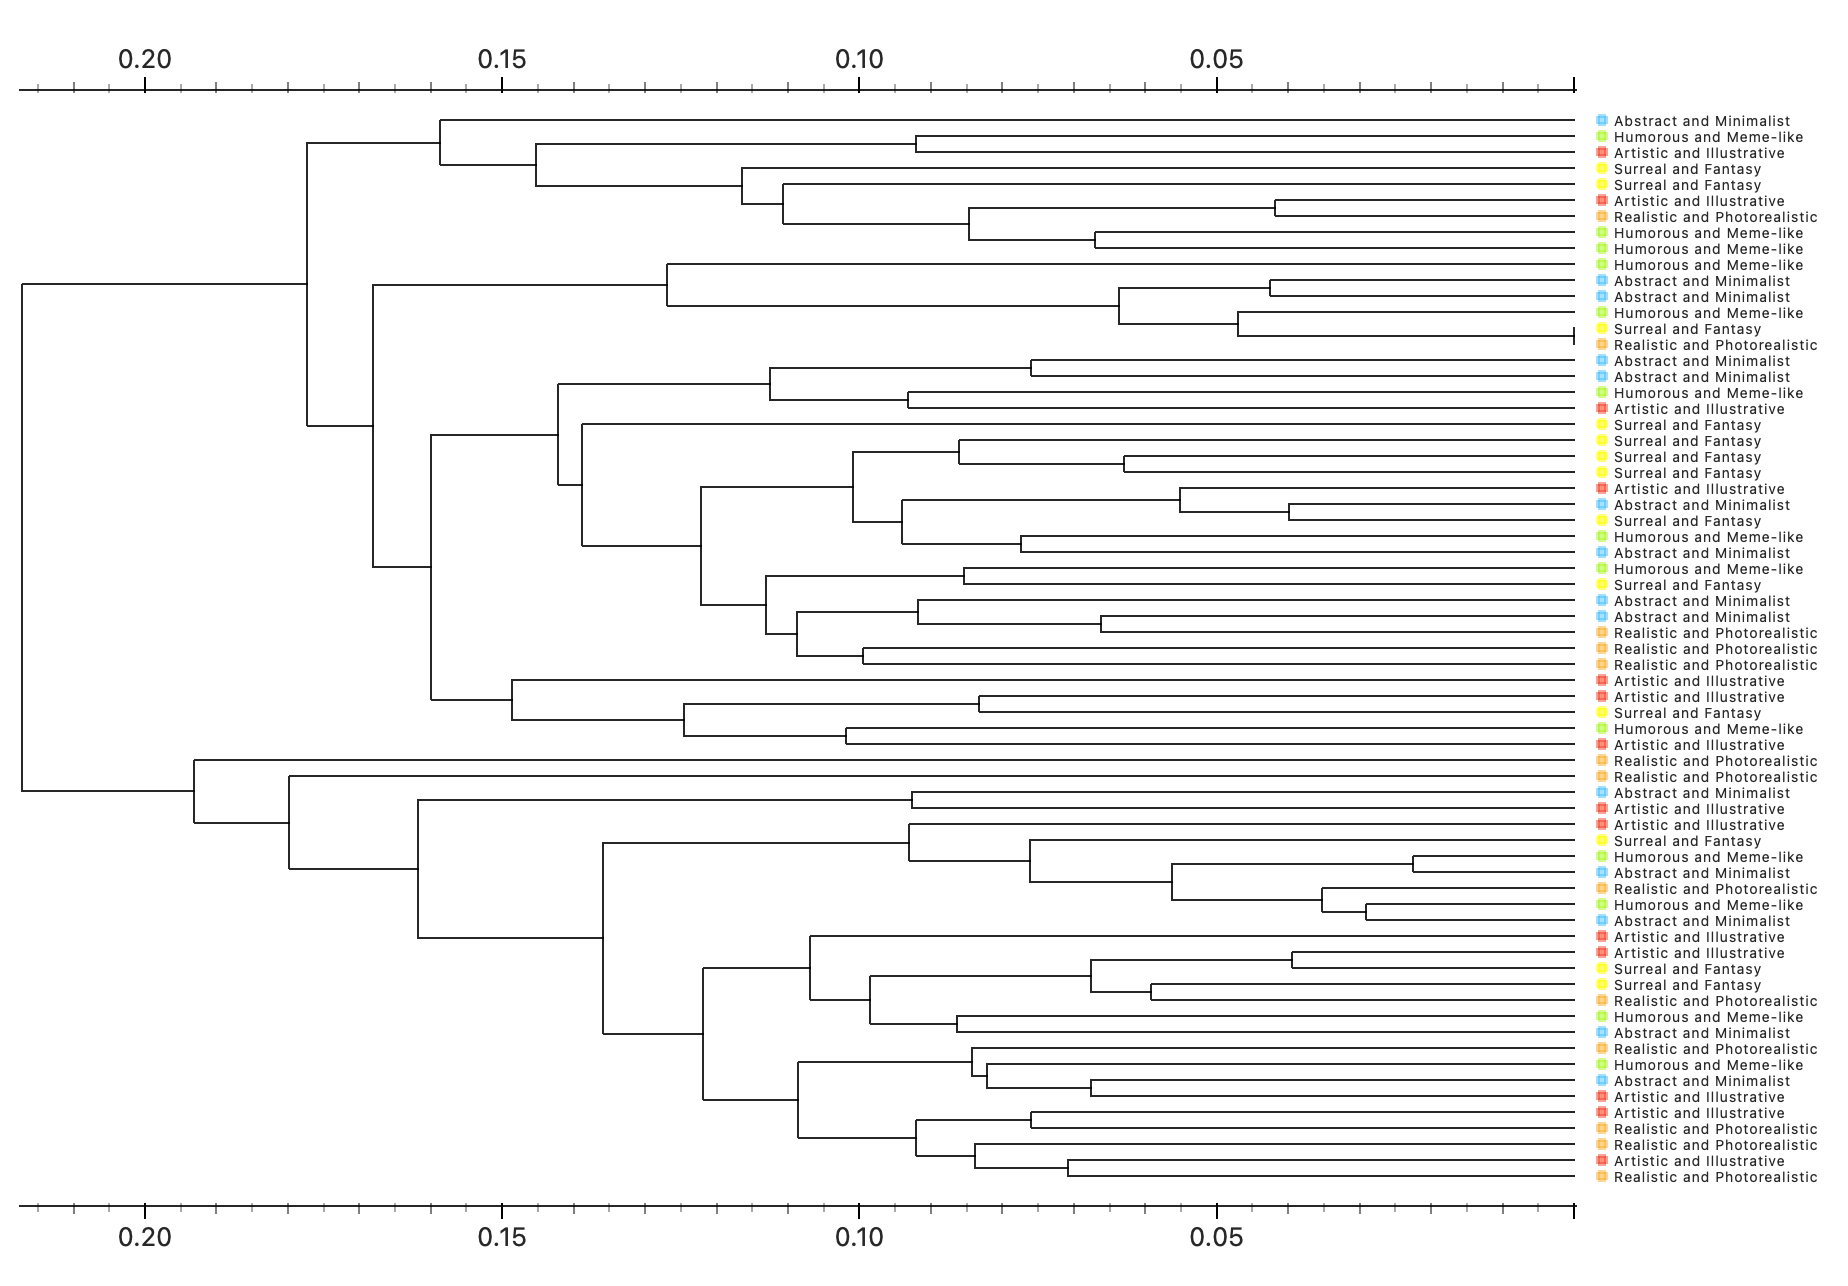 0.20 0.15 0.10 0.05
Abstract and Minimalist
Humorous and Meme-like
Artistic and Illustrative
Surreal and Fantasy
Surreal and Fantasy
Artistic and Illustrative
Realistic and Photorealistic
Humorous and Meme-like
Humorous and Meme-like
Humorous and Meme-like
Abstract and Minimalist
Abstract and Minimalist
Humorous and Meme-like
Surreal and Fantasy
Realistic and Photorealistic
Abstract and Minimalist
Abstract and Minimalist
Humorous and Meme-like
Artistic and Illustrative
Surreal and Fantasy
Surreal and Fantasy
Surreal and Fantasy
Surreal and Fantasy
Artistic and Illustrative
Abstract and Minimalist
Surreal and Fantasy
Humorous and Meme-like
Abstract and Minimalist
Humorous and Meme-like
Surreal and Fantasy
Abstract and Minimalist
Abstract and Minimalist
Realistic and Photorealistic
Realistic and Photorealistic
Realistic and Photorealistic
Artistic and Illustrative
Artistic and Illustrative
Surreal and Fantasy
Humorous and Meme-like
Artistic and Illustrative
Realistic and Photorealistic
Realistic and Photorealistic
Abstract and Minimalist
Artistic and Illustrative
Artistic and Illustrative
Surreal and Fantasy
Humorous and Meme-like
Abstract and Minimalist
Realistic and Photorealistic
Humorous and Meme-like
Abstract and Minimalist
Artistic and Illustrative
Artistic and Illustrative
Surreal and Fantasy
Surreal and Fantasy
Realistic and Photorealistic
Humorous and Meme-like
Abstract and Minimalist
Realistic and Photorealistic
Humorous and Meme-like
Abstract and Minimalist
Artistic and Illustrative
Artistic and Illustrative
Realistic and Photorealistic
Realistic and Photorealistic
Artistic and Illustrative
Realistic and Photorealistic
0.20 0.15 0.10 0.05